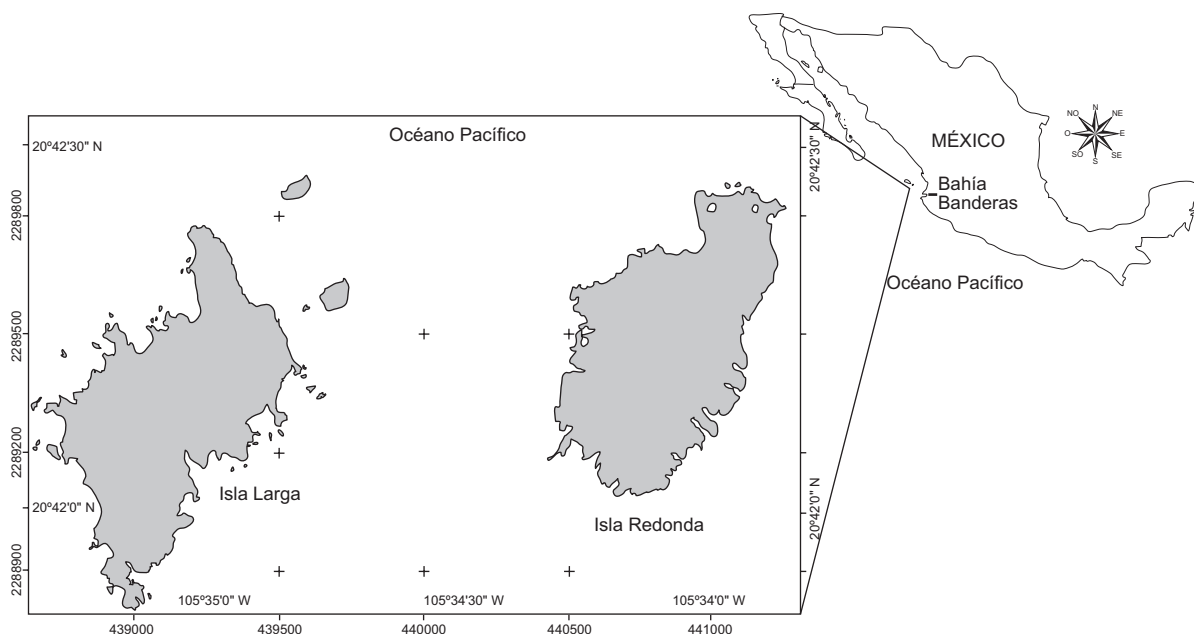 Océano Pacífico
20º42'30" N
20º42'30" N
2289800
2289500
2289200
2288900
Isla Larga
Isla Redonda
20º42'0" N
20º42'0" N
105º35'0" W
105º34'30" W
105º34'0" W
439000
439500
440000
440500
441000
MÉXICO
Bahía
Banderas
Océano Pacífico
N
NE
E
SE
S
SO
O
NO